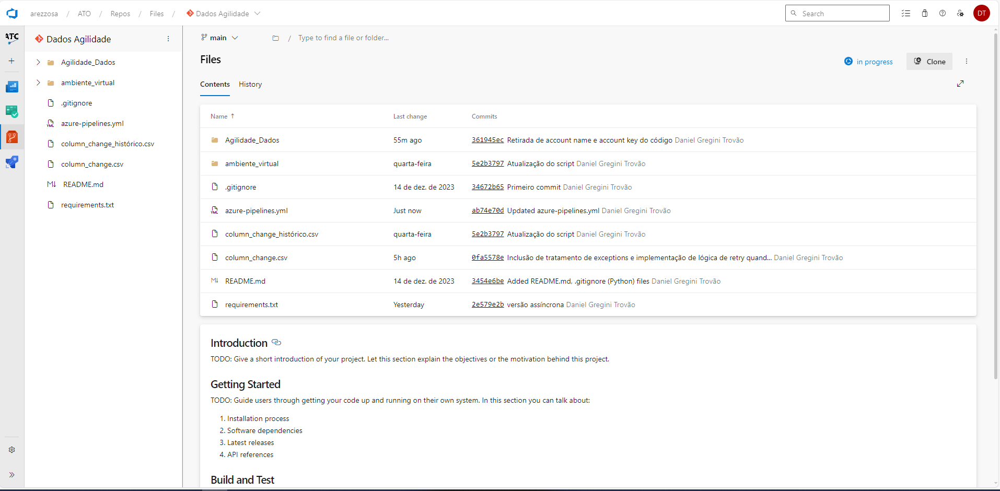 arezzosa / ATO / Repos / Files / Dados Agilidade
Search
DT
ATC
Dados Agilidade
Agilidade_Dados
ambiente_virtual
.gitignore
YML azure-pipelines.yml
column_change_histórico.csv
column_change.csv
M↓ README.md
requirements.txt
main
/ Type to find a file or folder...
Files
in progress
Clone
Contents History
Name ↑ Last change Commits
Agilidade_Dados 55m ago 361945ec Retirada de account name e account key do código Daniel Gregini Trovão
ambiente_virtual quarta-feira 5e2b3797 Atualização do script Daniel Gregini Trovão
.gitignore 14 de dez. de 2023 34672b65 Primeiro commit Daniel Gregini Trovão
YML azure-pipelines.yml Just now ab74e70d Updated azure-pipelines.yml Daniel Gregini Trovão
column_change_histórico.csv quarta-feira 5e2b3797 Atualização do script Daniel Gregini Trovão
column_change.csv 5h ago 0fa5578e Inclusão de tratamento de exceptions e implementação de lógica de retry quand... Daniel Gregini Trovão
M↓ README.md 14 de dez. de 2023 3454e6be Added README.md, .gitignore (Python) files Daniel Gregini Trovão
requirements.txt Yesterday 2e579e2b versão assíncrona Daniel Gregini Trovão
Introduction
TODO: Give a short introduction of your project. Let this section explain the objectives or the motivation behind this project.
Getting Started
TODO: Guide users through getting your code up and running on their own system. In this section you can talk about:
1. Installation process
2. Software dependencies
3. Latest releases
4. API references
Build and Test